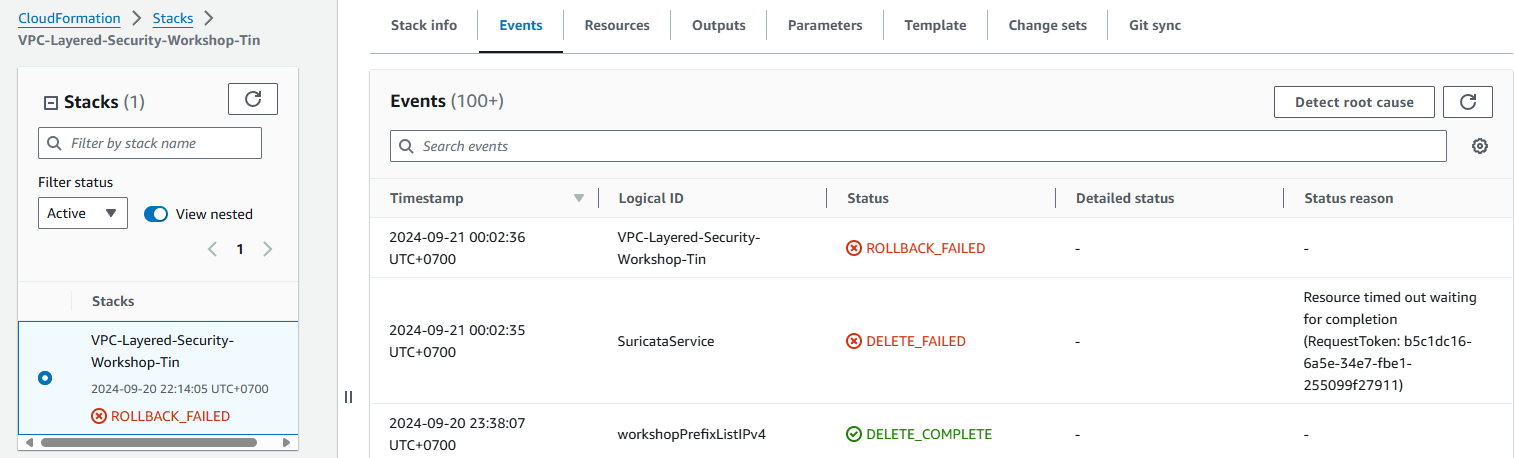 CloudFormation > Stacks >
VPC-Layered-Security-Workshop-Tin
Stacks (1)
Filter by stack name
Filter status
Active
View nested
1
Stacks
VPC-Layered-Security-
Workshop-Tin
2024-09-20 22:14:05 UTC+0700
ROLLBACK_FAILED
Stack info
Events
Resources
Outputs
Parameters
Template
Change sets
Git sync
Events (100+)
Detect root cause
Search events
Timestamp
Logical ID
Status
Detailed status
Status reason
2024-09-21 00:02:36
UTC+0700
VPC-Layered-Security-
Workshop-Tin
ROLLBACK_FAILED
-
-
2024-09-21 00:02:35
UTC+0700
SuricataService
DELETE_FAILED
-
Resource timed out waiting
for completion
(RequestToken: b5c1dc16-
6a5e-34e7-fbe1-
255099f27911)
2024-09-20 23:38:07
UTC+0700
workshopPrefixListIPv4
DELETE_COMPLETE
-
-